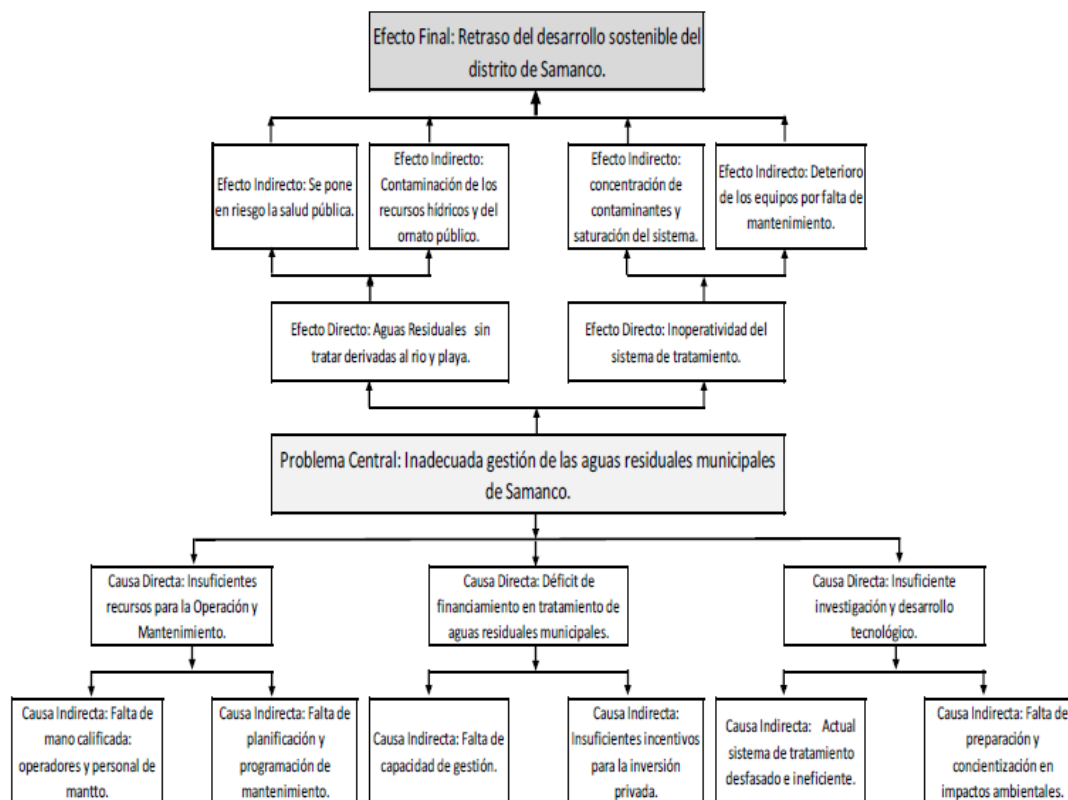 Efecto Final: Retraso del desarrollo sostenible del
distrito de Samanco.
Efecto Indirecto: Se pone
en riesgo la salud pública.
Efecto Indirecto:
Contaminación de los
recursos hídricos y del
ornato público.
Efecto Indirecto:
concentración de
contaminantes y
saturación del sistema.
Efecto Indirecto: Deterioro
de los equipos por falta de
mantenimiento.
Efecto Directo: Aguas Residuales sin
tratar derivadas al rio y playa.
Efecto Directo: Inoperatividad del
sistema de tratamiento.
Problema Central: Inadecuada gestión de las aguas residuales municipales
de Samanco.
Causa Directa: Insuficientes
recursos para la Operación y
Mantenimiento.
Causa Directa: Déficit de
financiamiento en tratamiento de
aguas residuales municipales.
Causa Directa: Insuficiente
investigación y desarrollo
tecnológico.
Causa Indirecta: Falta de
mano calificada:
operadores y personal de
mantto.
Causa Indirecta: Falta de
planificación y
programación de
mantenimiento.
Causa Indirecta: Falta de
capacidad de gestión.
Causa Indirecta:
Insuficientes incentivos
para la inversión
privada.
Causa Indirecta: Actual
sistema de tratamiento
desfasado e ineficiente.
Causa Indirecta: Falta de
preparación y
concientización en
impactos ambientales.